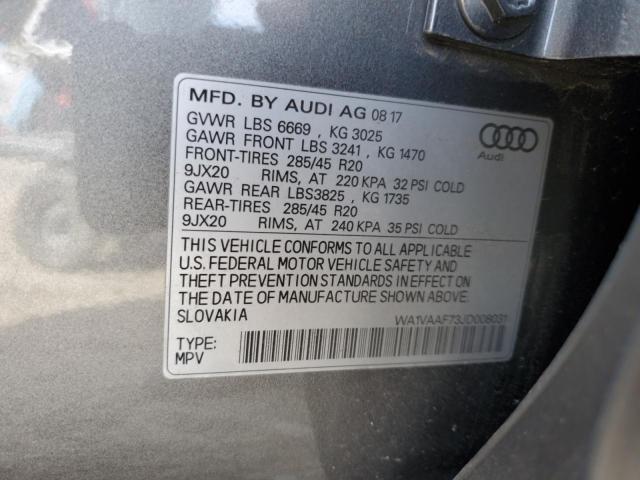 MFD. BY AUDI AG 08 17
GVWR LBS 6669 , KG 3025
GAWR FRONT LBS 3241 , KG 1470
FRONT-TIRES 285/45 R20
9JX20 RIMS, AT 220 KPA 32 PSI COLD
GAWR REAR LBS3825 , KG 1735
REAR-TIRES 285/45 R20
9JX20 RIMS, AT 240 KPA 35 PSI COLD
Audi
THIS VEHICLE CONFORMS TO ALL APPLICABLE
U.S. FEDERAL MOTOR VEHICLE SAFETY AND
THEFT PREVENTION STANDARDS IN EFFECT ON
THE DATE OF MANUFACTURE SHOWN ABOVE.
SLOVAKIA WA1VAAF73JD008031
TYPE:
MPV